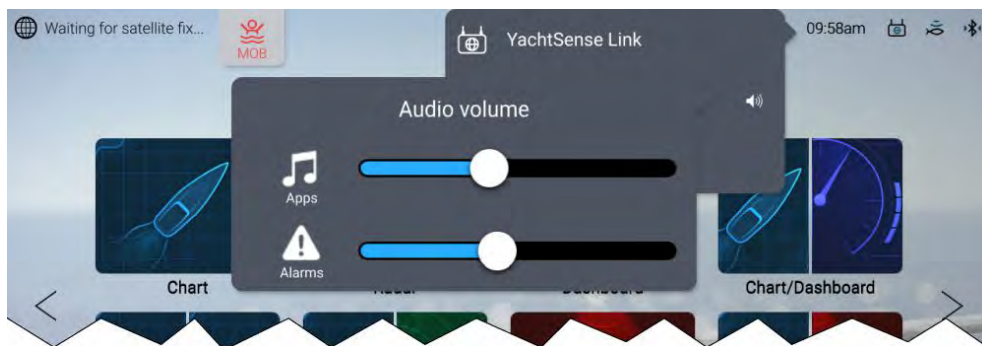 Waiting for satellite fix...
MOB
YachtSense Link
09:58am
Audio volume
Apps
Alarms
Chart
Chart/Dashboard